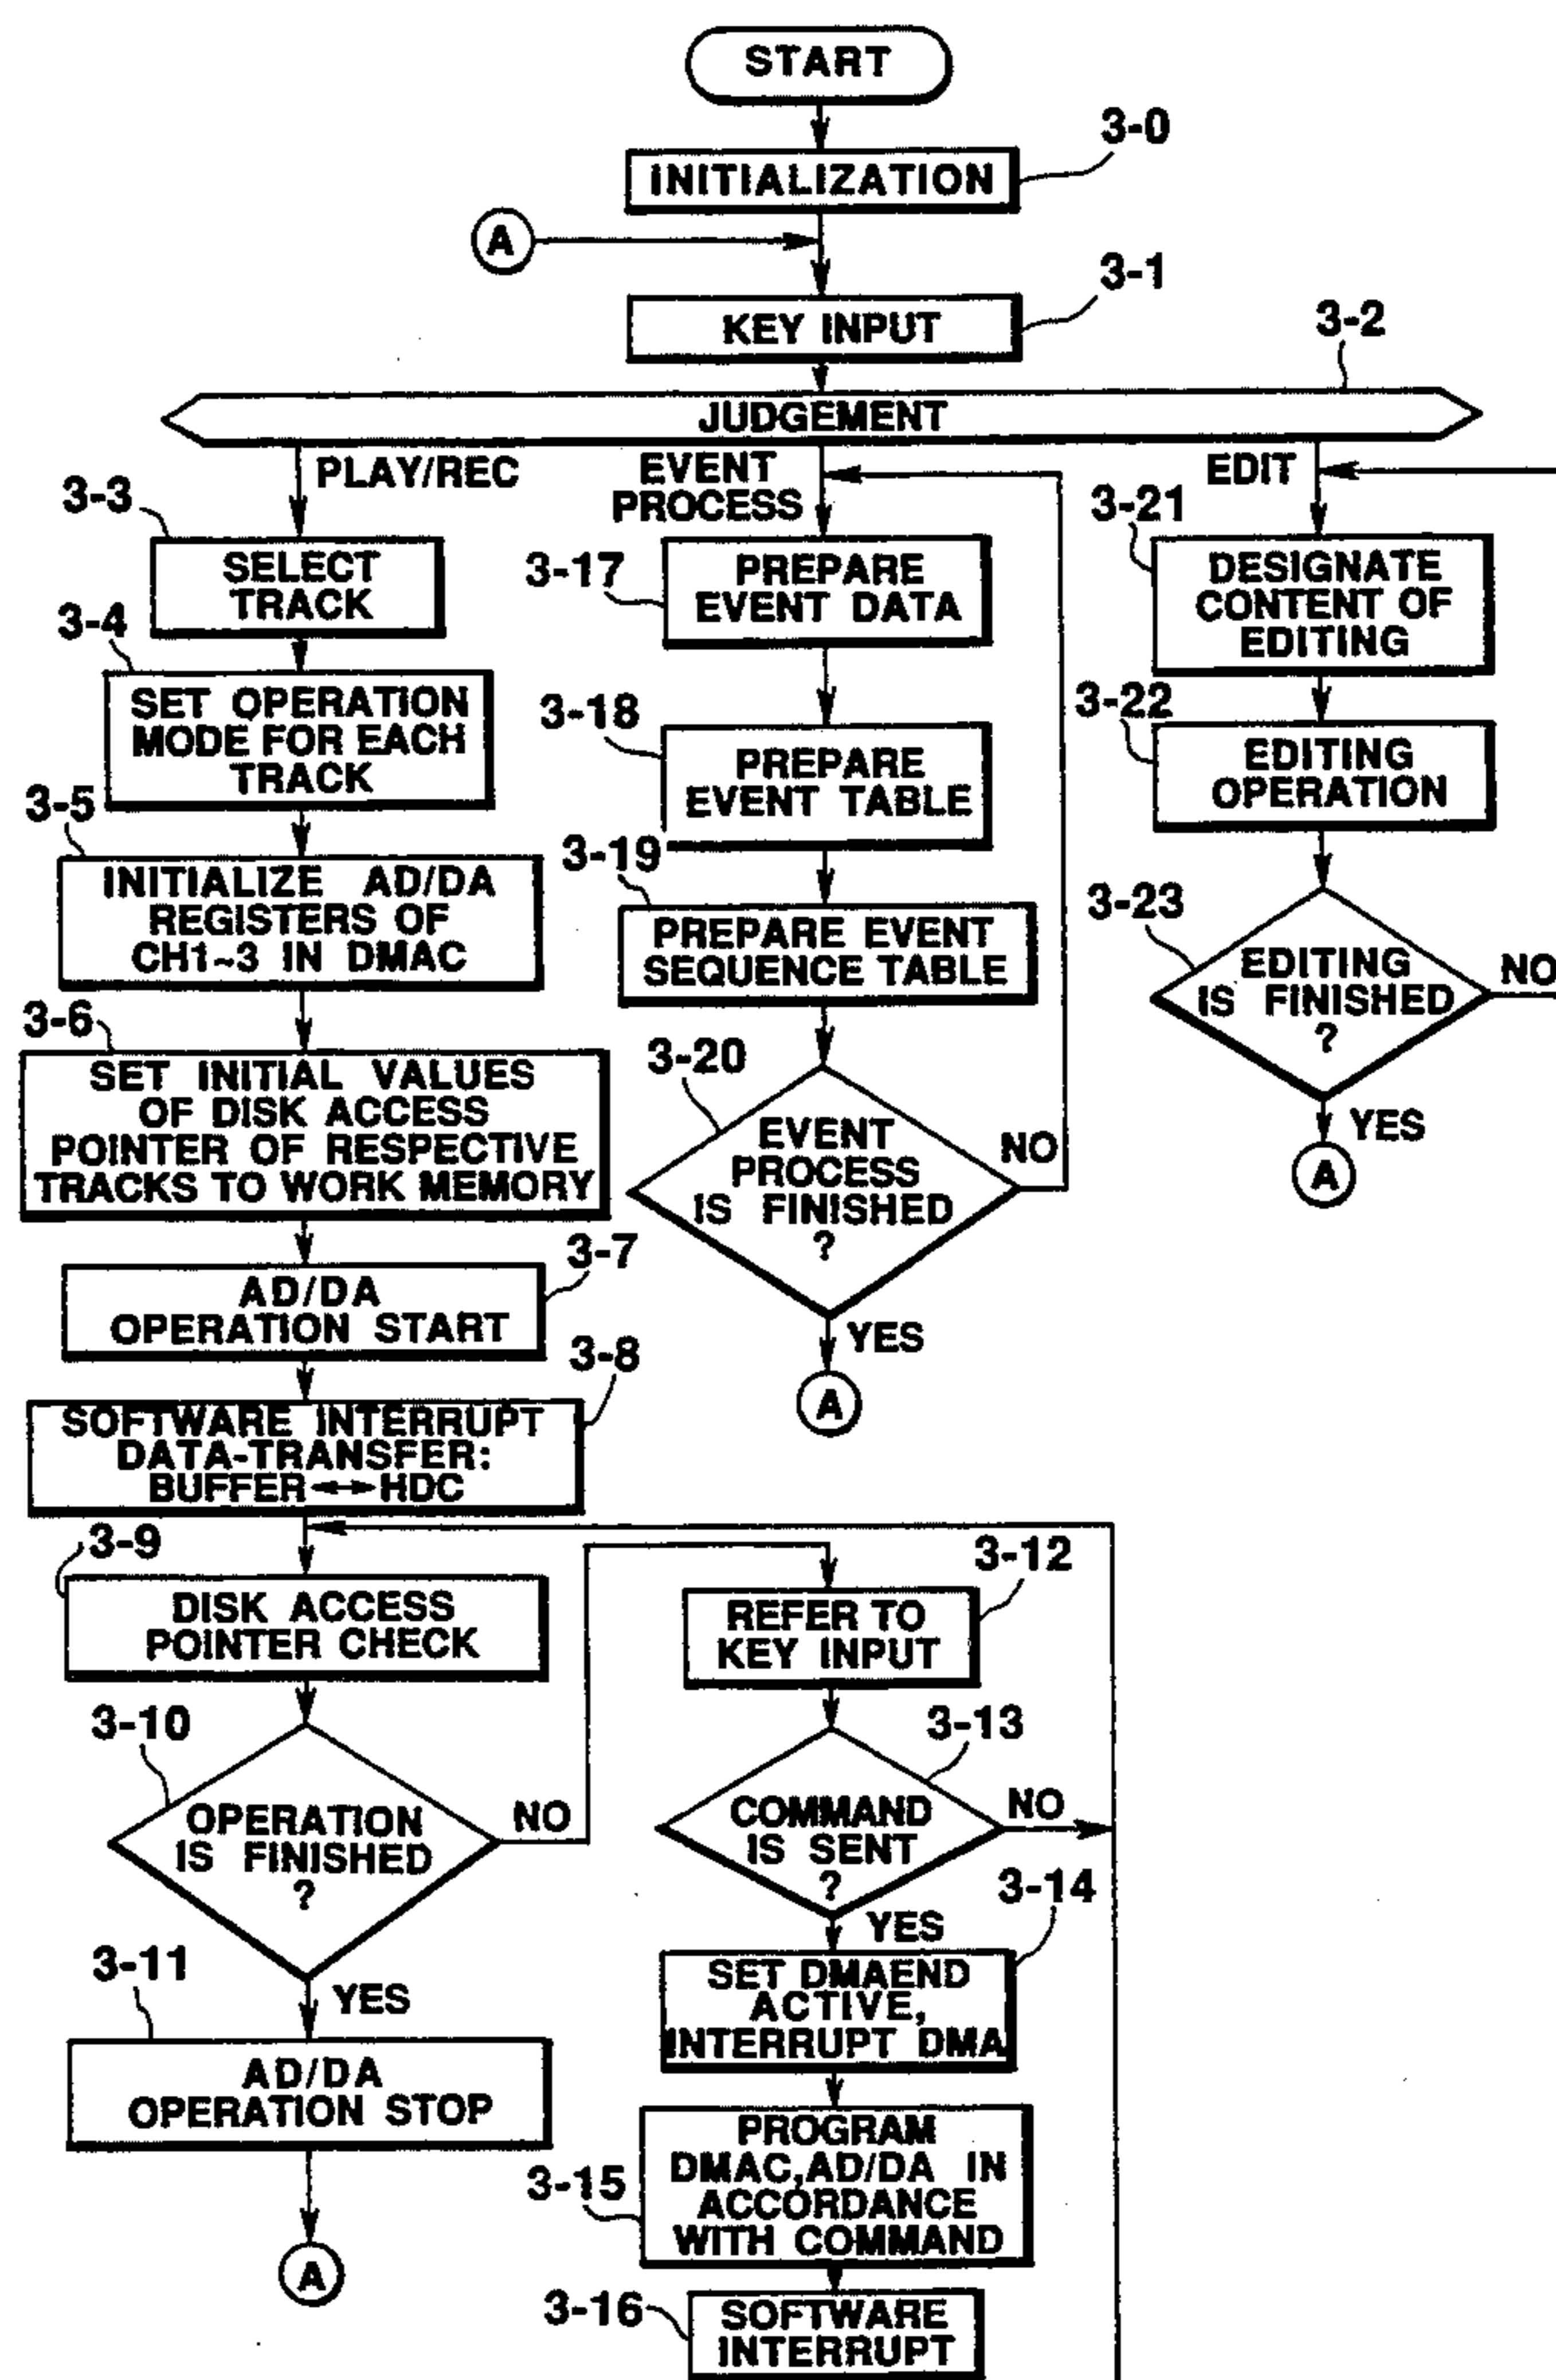 START
3-0
INITIALIZATION
A
3-1
KEY INPUT
3-2
JUDGEMENT
PLAY/REC
3-3
SELECT
TRACK
3-4
SET OPERATION
MODE FOR EACH
TRACK
3-5
INITIALIZE AD/DA
REGISTERS OF
CH1~3 IN DMAC
3-6
SET INITIAL VALUES
OF DISK ACCESS
POINTER OF RESPECTIVE
TRACKS TO WORK MEMORY
3-7
AD/DA
OPERATION START
3-8
SOFTWARE INTERRUPT
DATA-TRANSFER:
BUFFER↔HDC
3-9
DISK ACCESS
POINTER CHECK
3-10
OPERATION
IS FINISHED
?
NO
YES
3-11
AD/DA
OPERATION STOP
A
3-12
REFER TO
KEY INPUT
3-13
COMMAND
IS SENT
?
NO
YES
3-14
SET DMAEND
ACTIVE,
INTERRUPT DMA
3-15
PROGRAM
DMAC,AD/DA IN
ACCORDANCE
WITH COMMAND
3-16
SOFTWARE
INTERRUPT
EVENT
PROCESS
3-17
PREPARE
EVENT DATA
3-18
PREPARE
EVENT TABLE
3-19
PREPARE EVENT
SEQUENCE TABLE
3-20
EVENT
PROCESS
IS FINISHED
?
NO
YES
A
EDIT
3-21
DESIGNATE
CONTENT OF
EDITING
3-22
EDITING
OPERATION
3-23
EDITING
IS FINISHED
?
NO
YES
A